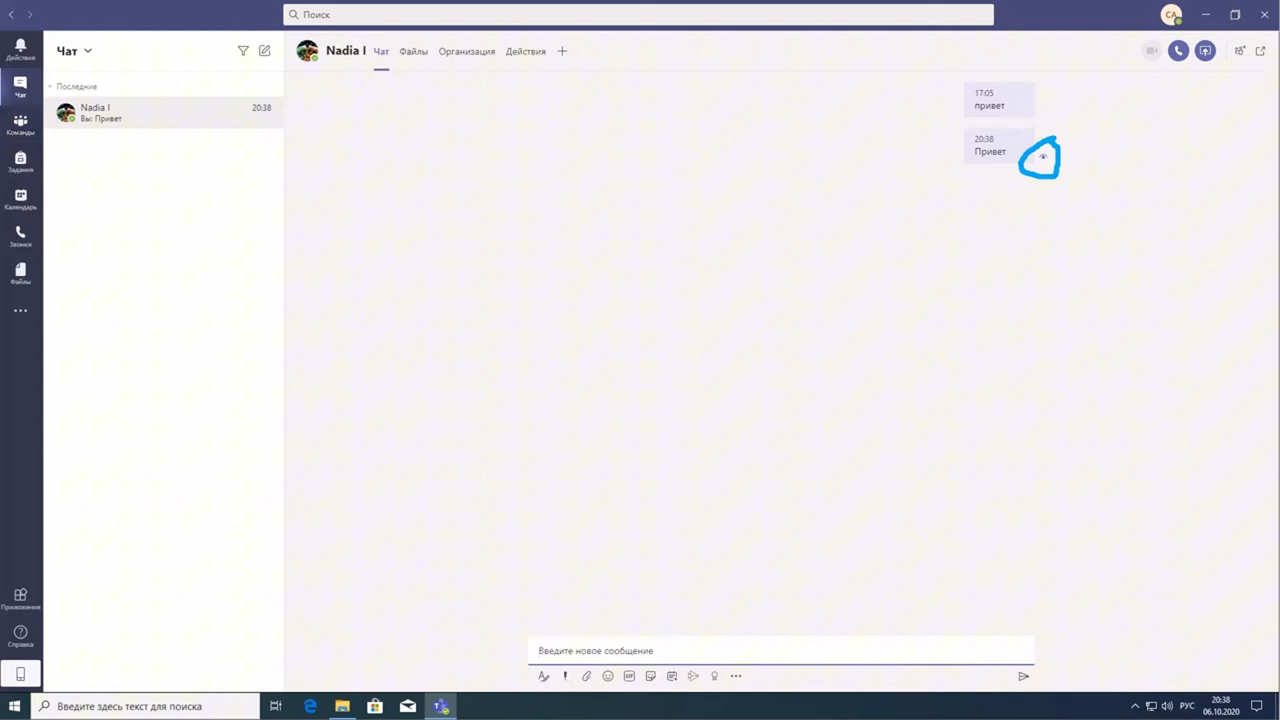 Поиск
CA
Действия
Чат
Команды
Задания
Календарь
Звонки
Файлы
Приложения
Справка
Чат
Последние
Nadia I 20:38
Вы: Привет
Nadia I Чат Файлы Организация Действия
17:05
привет
20:38
Привет
Введите новое сообщение
GIF
Введите здесь текст для поиска
РУС
20:38
06.10.2020